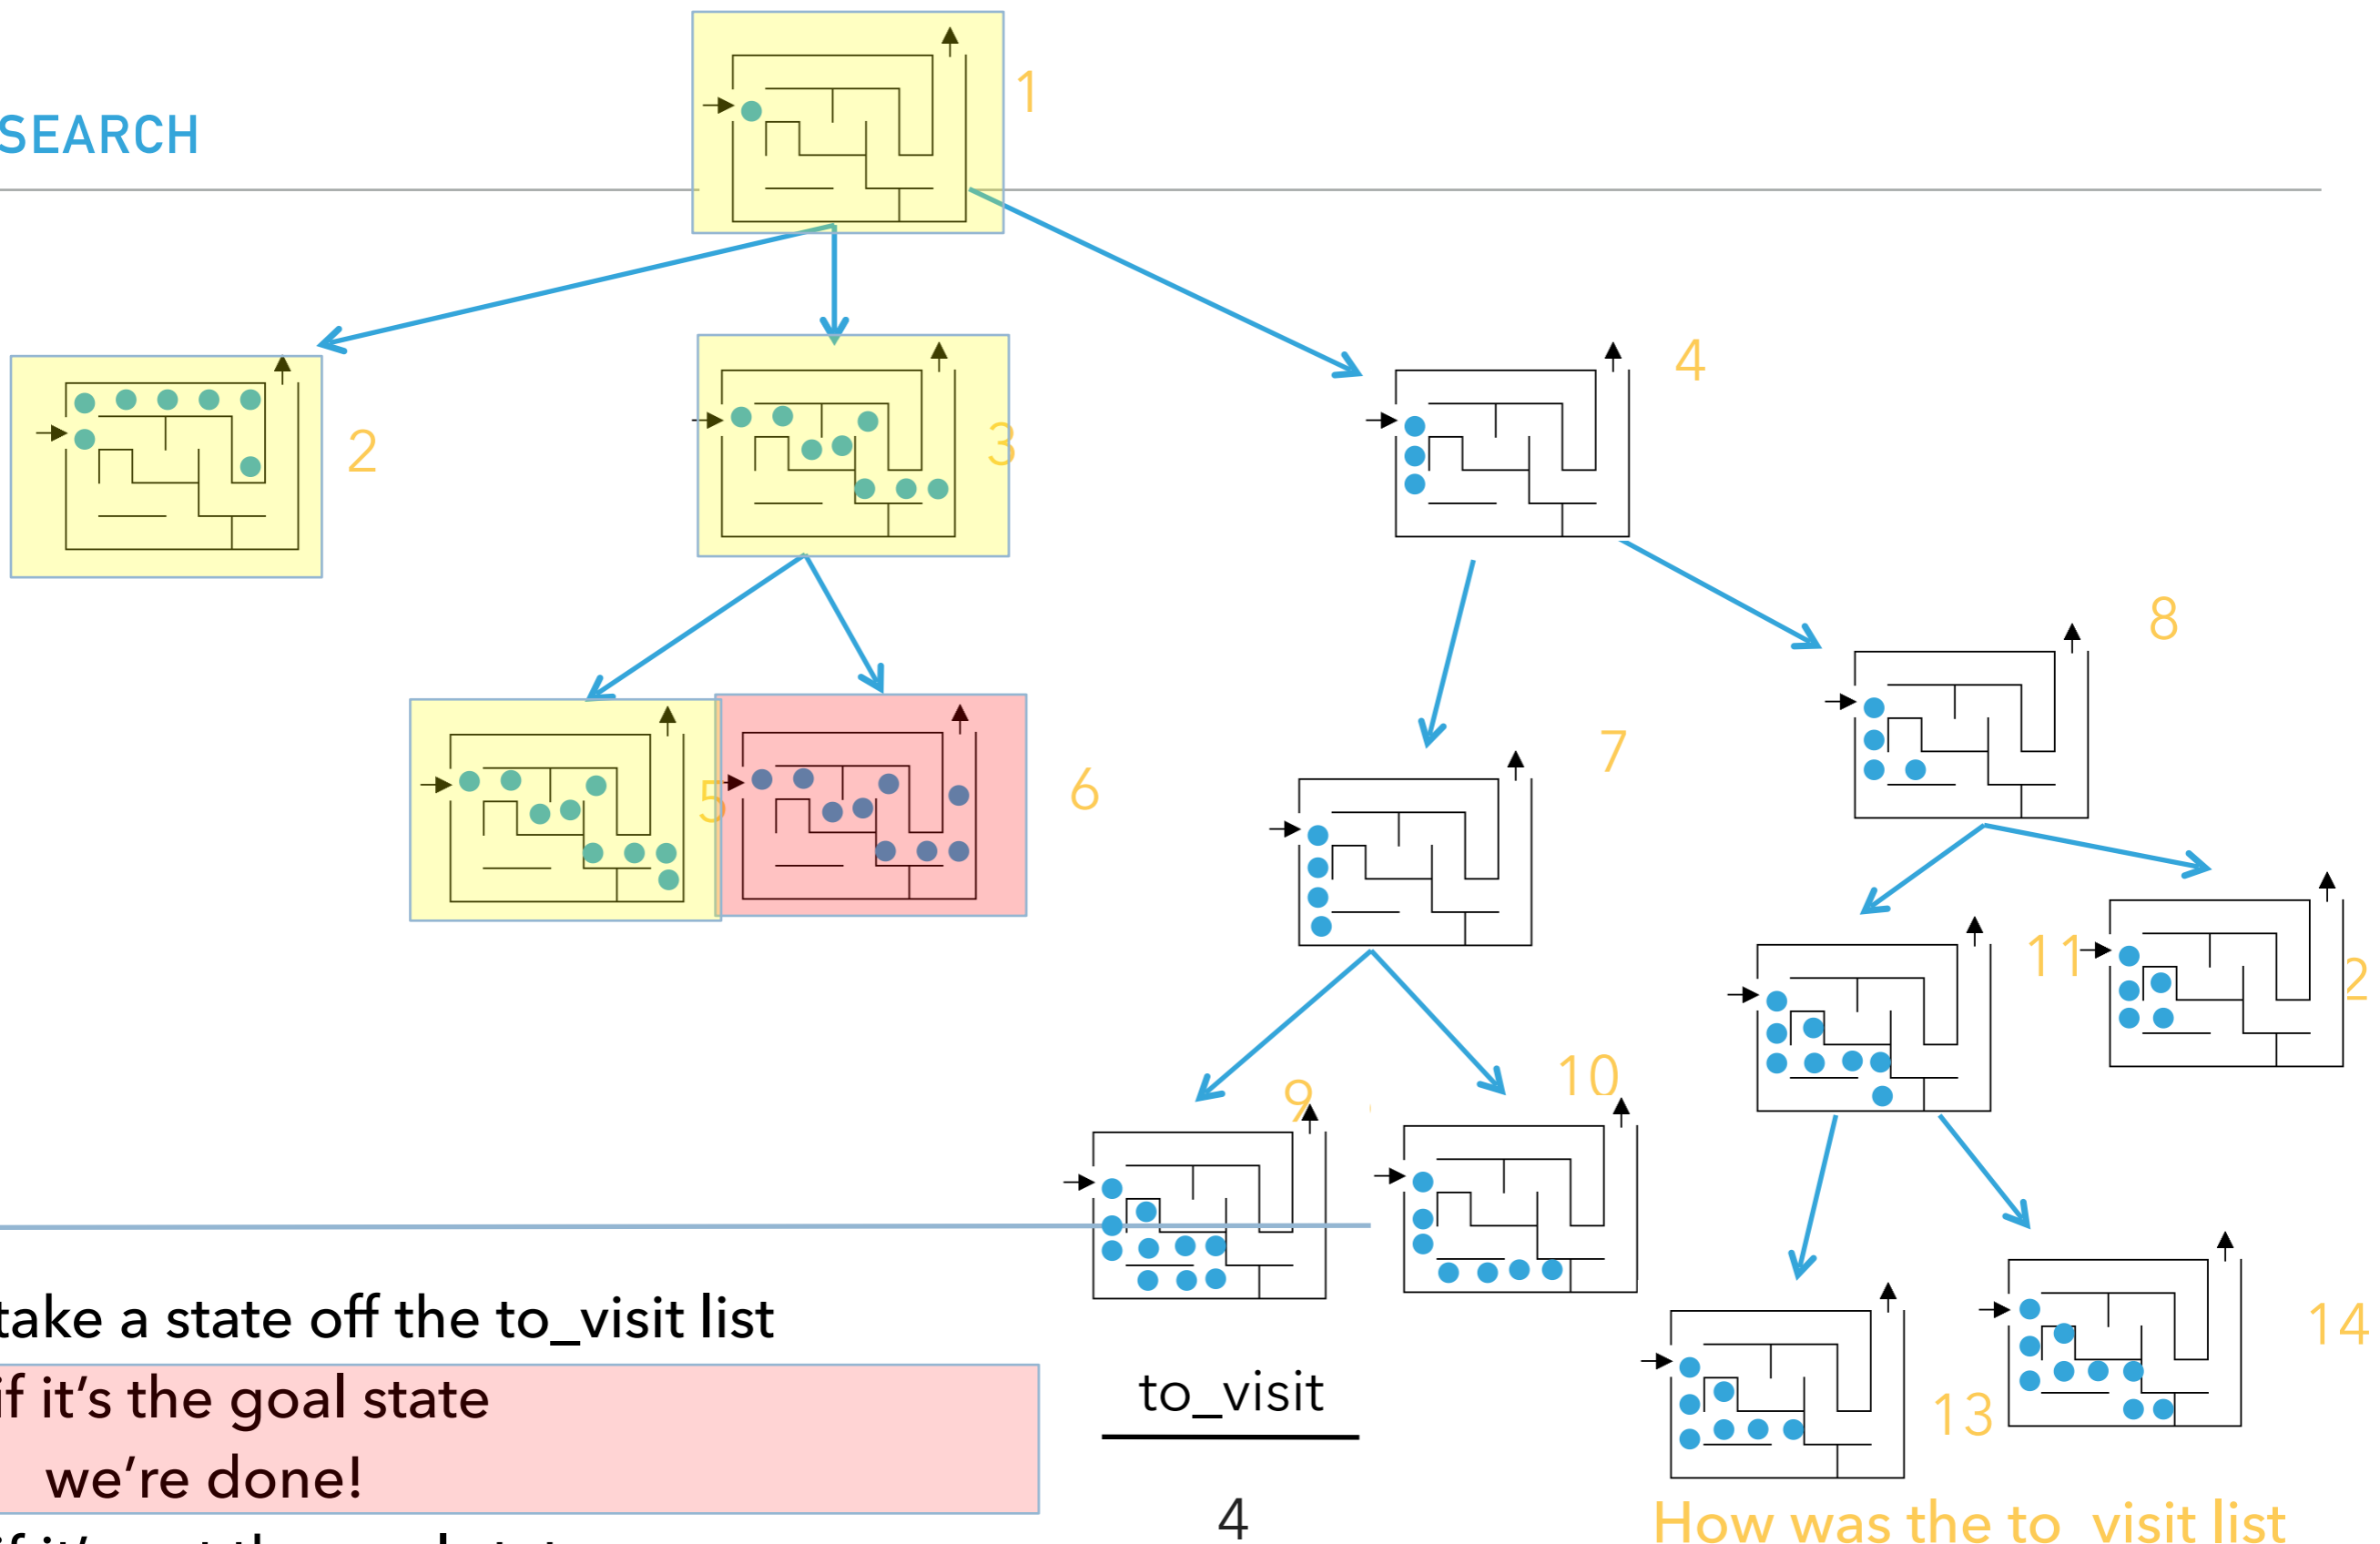 SEARCH
1
2
3
4
5
6
7
8
9
10
11
2
13
14
take a state off the to_visit list
if it's the goal state
we're done!
to_visit
4
How was the to visit list